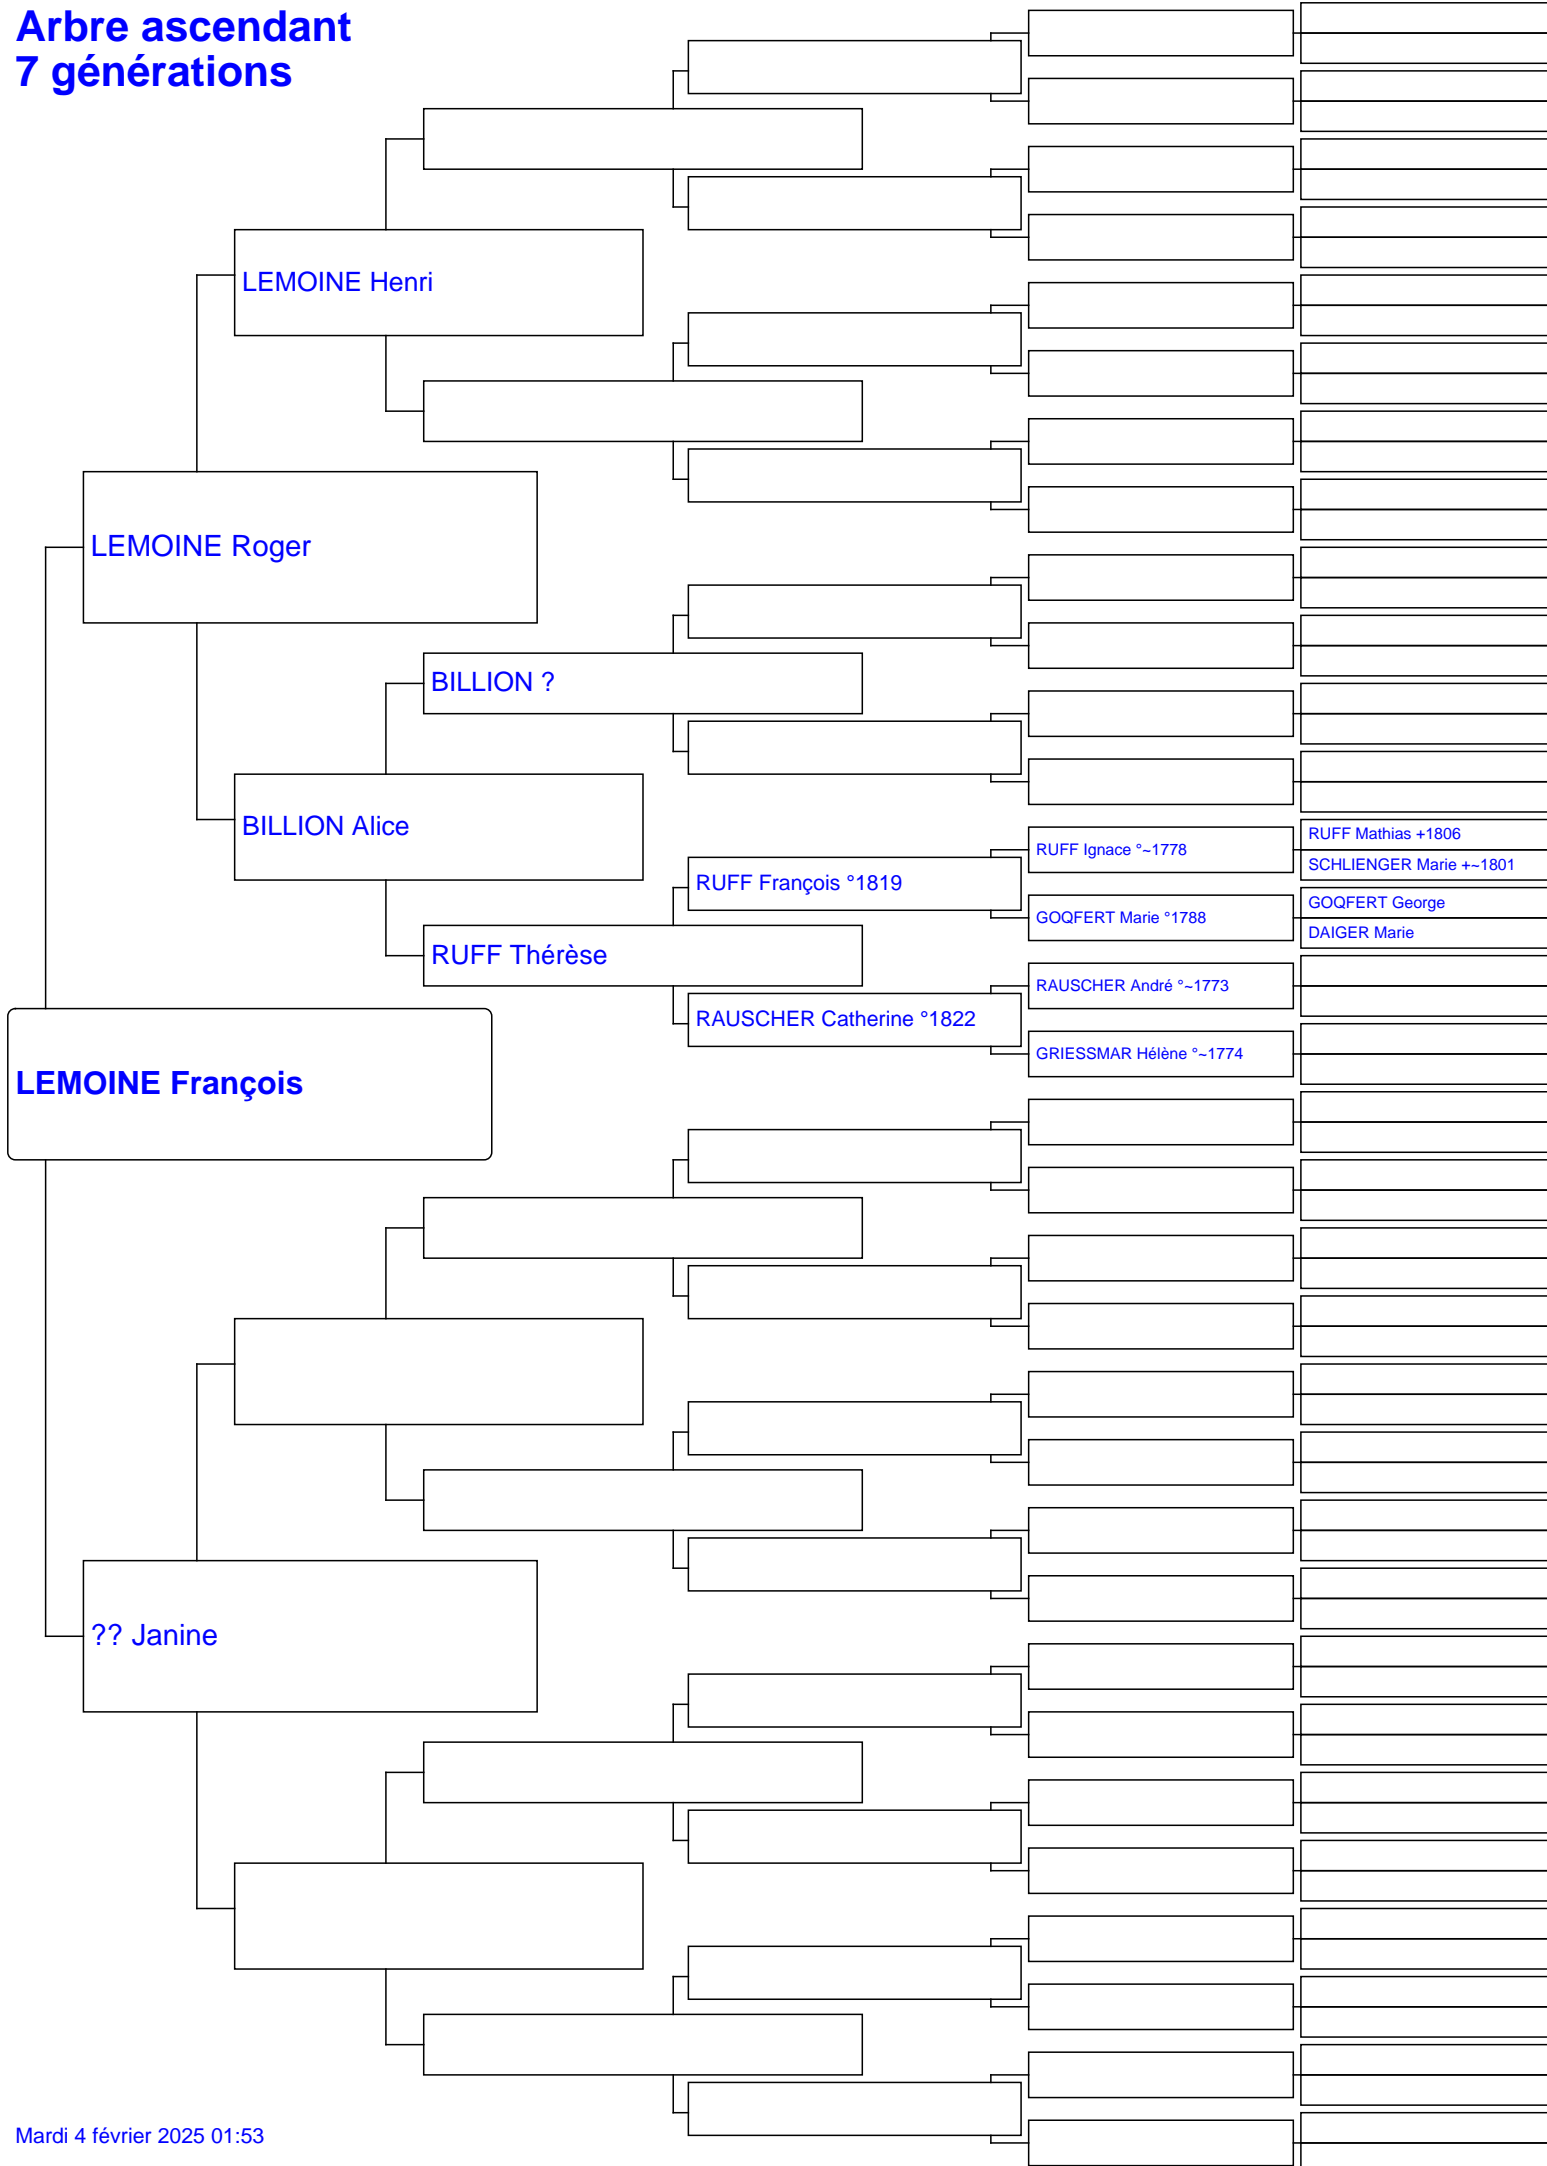 Arbre ascendant
7 générations
LEMOINE Henri
LEMOINE Roger
BILLION ?
BILLION Alice
RUFF Mathias +1806
RUFF Ignace °~1778
SCHLIENGER Marie +~1801
RUFF François °1819
GOQFERT George
GOQFERT Marie °1788
DAIGER Marie
RUFF Thérèse
RAUSCHER André °~1773
RAUSCHER Catherine °1822
GRIESSMAR Hélène °~1774
LEMOINE François
?? Janine
Mardi 4 février 2025 01:53